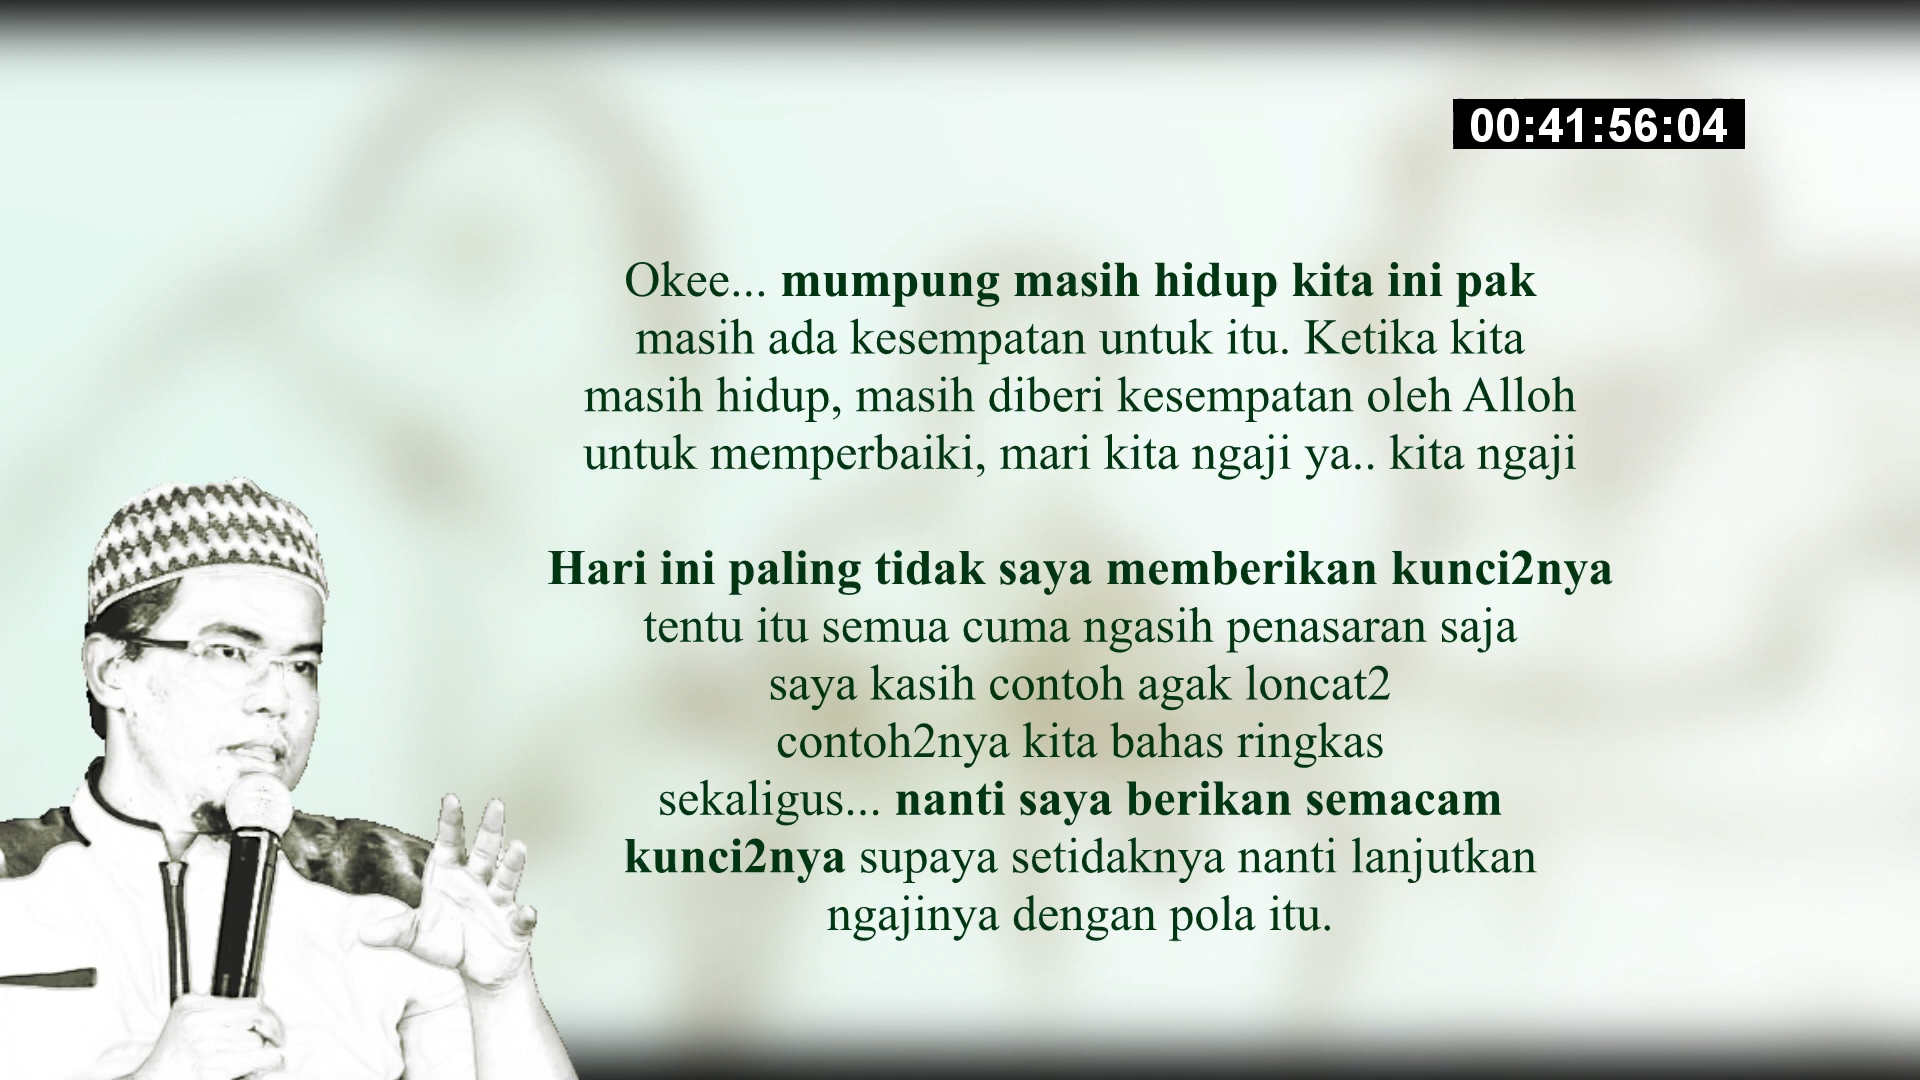 00:41:56:04
Okee... mumpung masih hidup kita ini pak
masih ada kesempatan untuk itu. Ketika kita
masih hidup, masih diberi kesempatan oleh Alloh
untuk memperbaiki, mari kita ngaji ya.. kita ngaji
Hari ini paling tidak saya memberikan kunci2nya
tentu itu semua cuma ngasih penasaran saja
saya kasih contoh agak loncat2
contoh2nya kita bahas ringkas
sekaligus... nanti saya berikan semacam
kunci2nya supaya setidaknya nanti lanjutkan
ngajinya dengan pola itu.